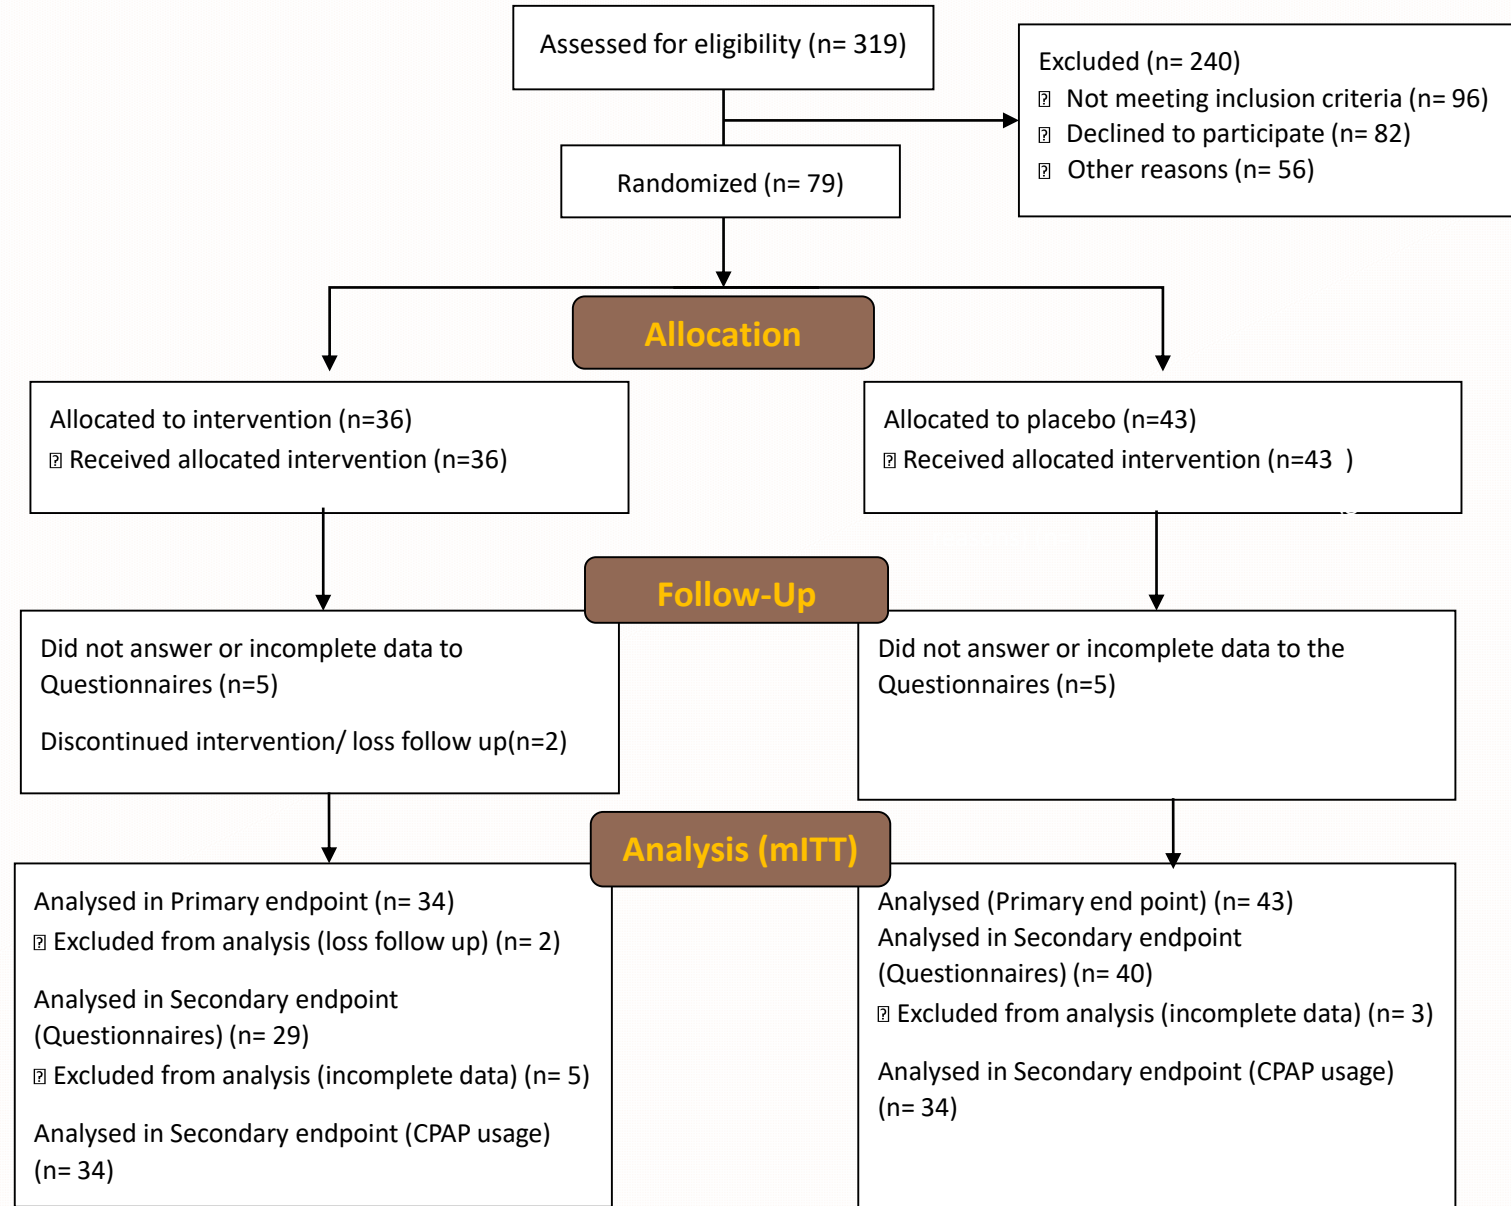 Assessed for eligibility (n= 319)
Excluded (n= 240)
⍰ Not meeting inclusion criteria (n= 96)
⍰ Declined to participate (n= 82)
⍰ Other reasons (n= 56)
Randomized (n= 79)
Allocation
Allocated to intervention (n=36)
⍰ Received allocated intervention (n=36)
Allocated to placebo (n=43)
⍰ Received allocated intervention (n=43 )
Follow-Up
Did not answer or incomplete data to
Questionnaires (n=5)
Discontinued intervention/ loss follow up(n=2)
Did not answer or incomplete data to the
Questionnaires (n=5)
Analysis (mITT)
Analysed in Primary endpoint (n= 34)
⍰ Excluded from analysis (loss follow up) (n= 2)
Analysed in Secondary endpoint
(Questionnaires) (n= 29)
⍰ Excluded from analysis (incomplete data) (n= 5)
Analysed in Secondary endpoint (CPAP usage)
(n= 34)
Analysed (Primary end point) (n= 43)
Analysed in Secondary endpoint
(Questionnaires) (n= 40)
⍰ Excluded from analysis (incomplete data) (n= 3)
Analysed in Secondary endpoint (CPAP usage)
(n= 34)